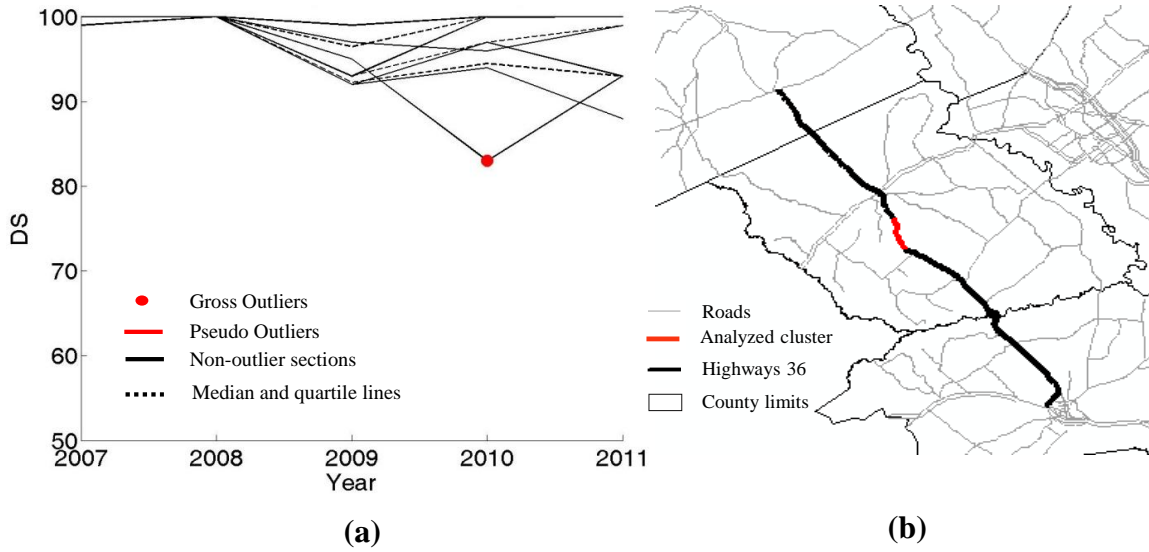 100
90
80
70
60
50
DS
Gross Outliers
Pseudo Outliers
Non-outlier sections
Median and quartile lines
2007 2008 2009 2010 2011
Year
(a)
Roads
Analyzed cluster
Highways 36
County limits
(b)